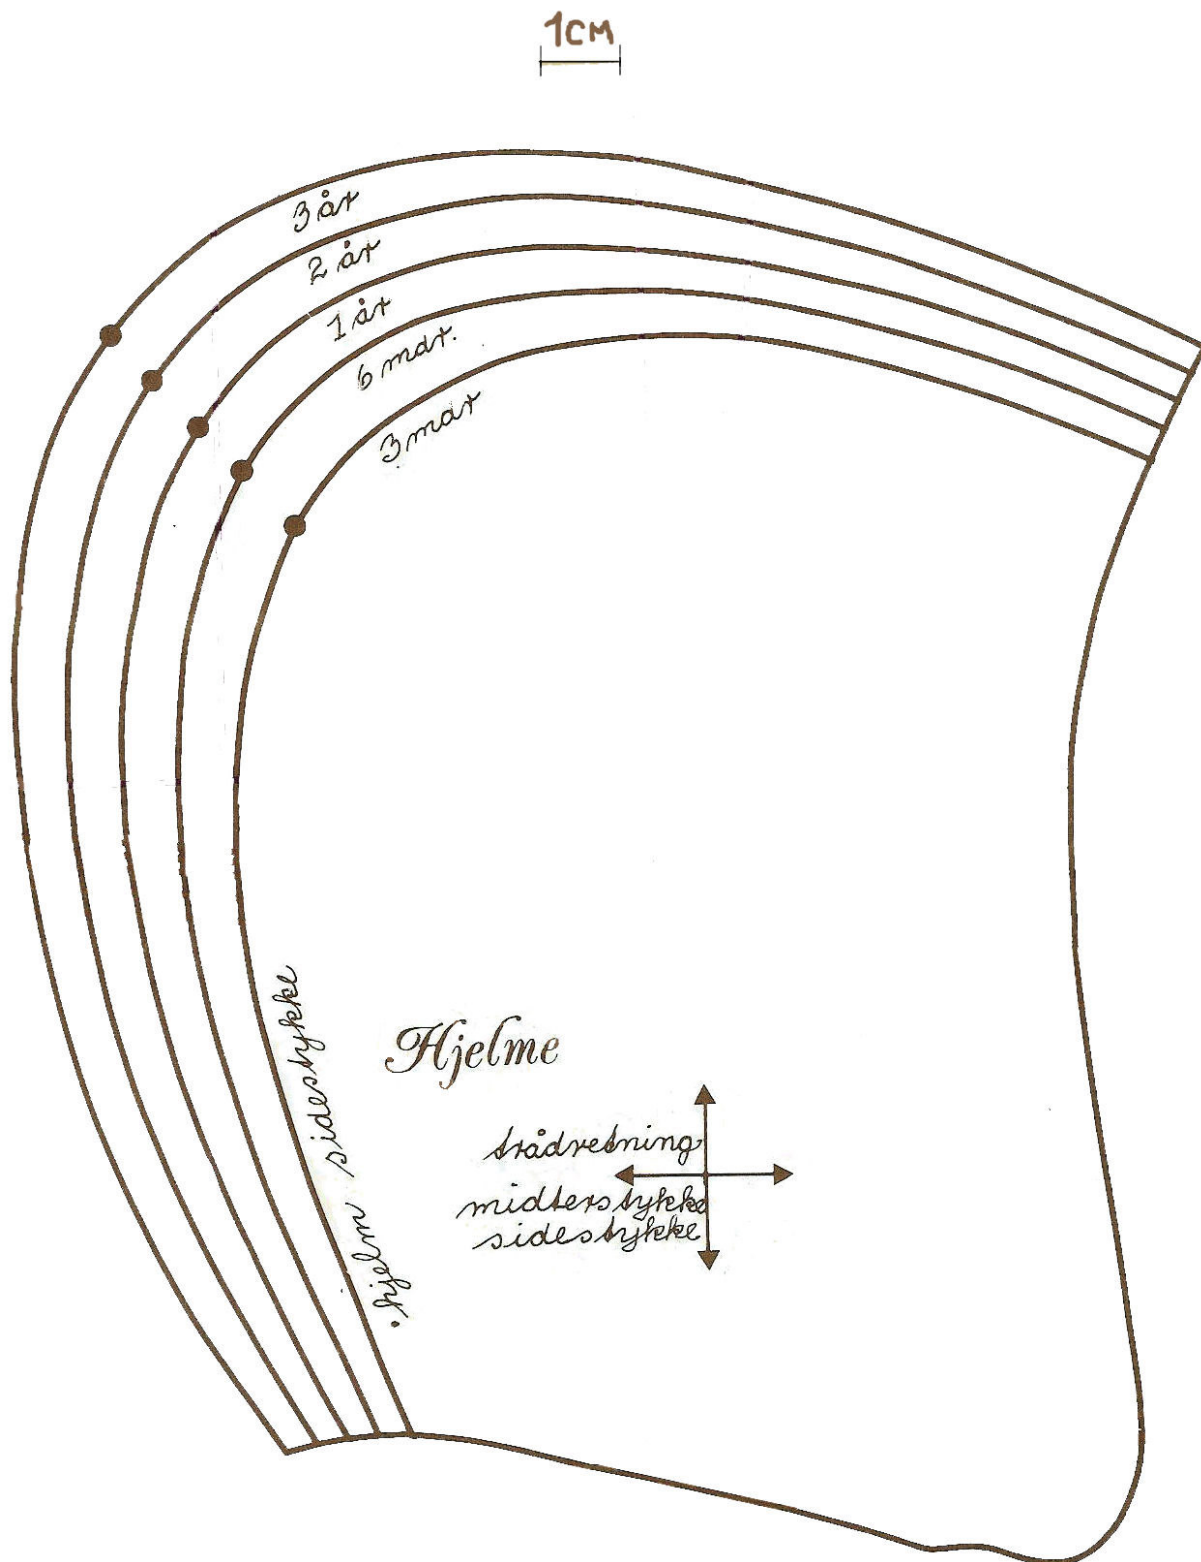 1CM
3 år
2 år
1 år
6 mdr.
3 mdr
hjelm sidestykke
Hjelme
trådretning
midterstykke
sidestykke